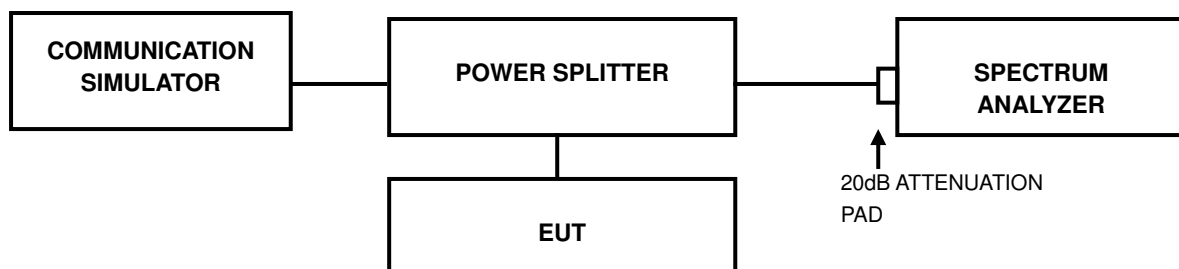 COMMUNICATION
SIMULATOR
POWER SPLITTER
SPECTRUM
ANALYZER
20dB ATTENUATION
PAD
EUT